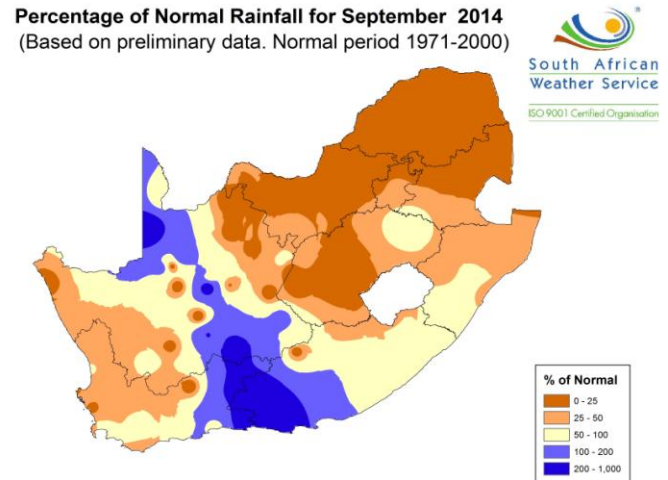 Percentage of Normal Rainfall for September 2014
(Based on preliminary data. Normal period 1971-2000)
South African
Weather Service
ISO 9001 Certified Organisation
% of Normal
0 - 25
25 - 50
50 - 100
100 - 200
200 - 1,000